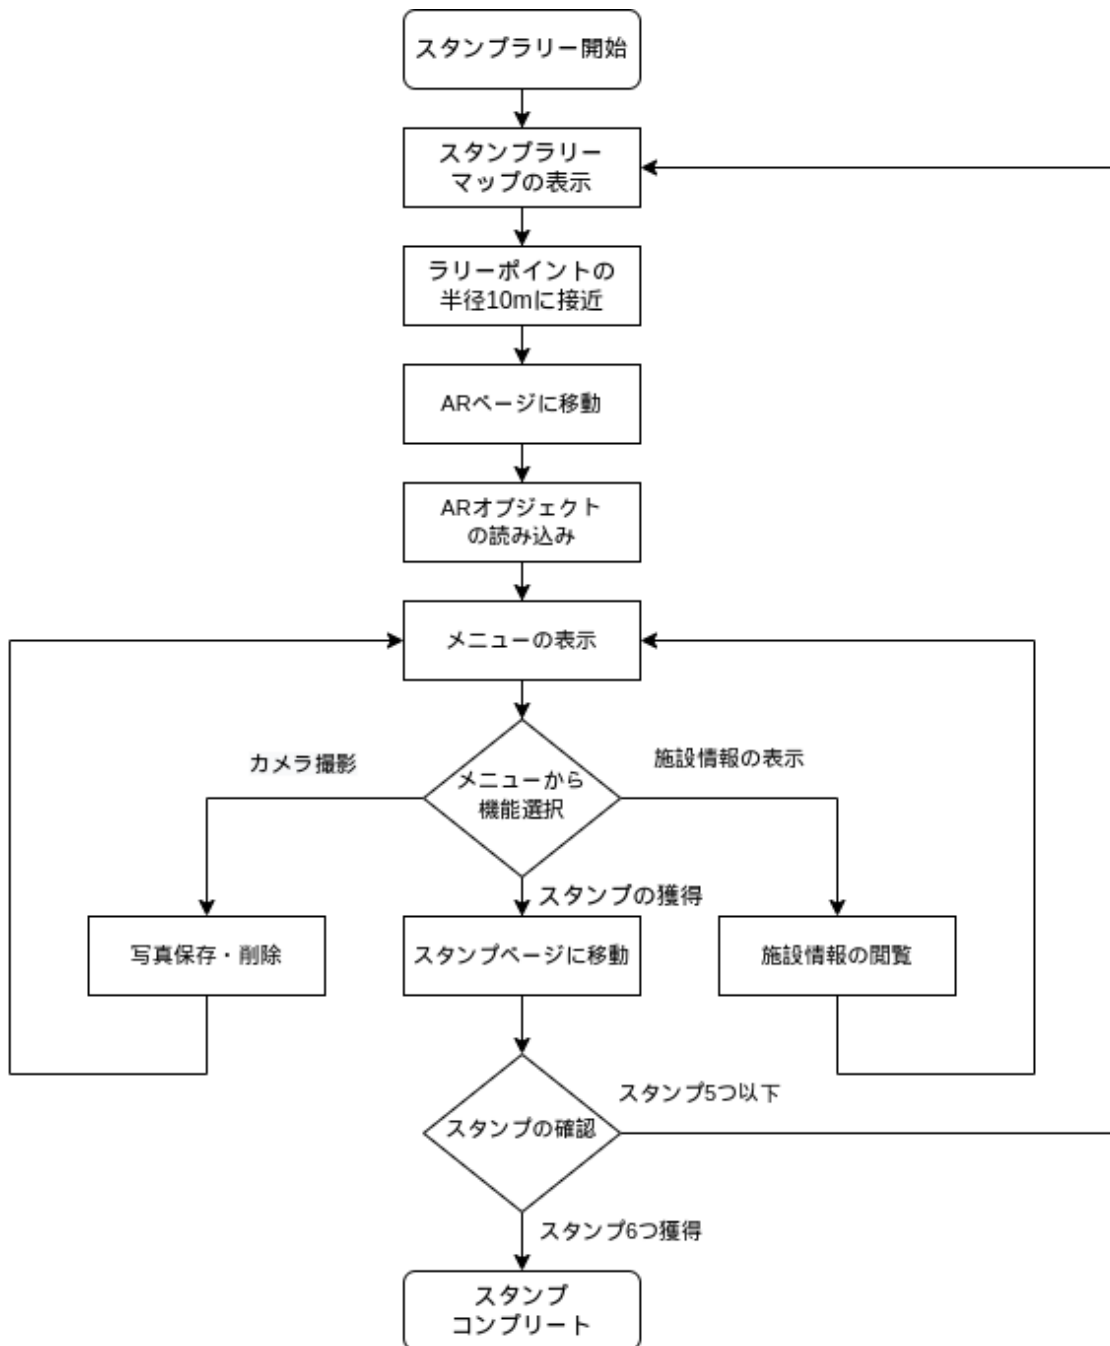 スタンプラリー開始
スタンプラリー
マップの表示
ラリーポイントの
半径10mに接近
ARページに移動
ARオブジェクト
の読み込み
メニューの表示
カメラ撮影
メニューから
機能選択
施設情報の表示
スタンプの獲得
写真保存・削除
スタンプページに移動
施設情報の閲覧
スタンプの確認
スタンプ5つ以下
スタンプ6つ獲得
スタンプ
コンプリート